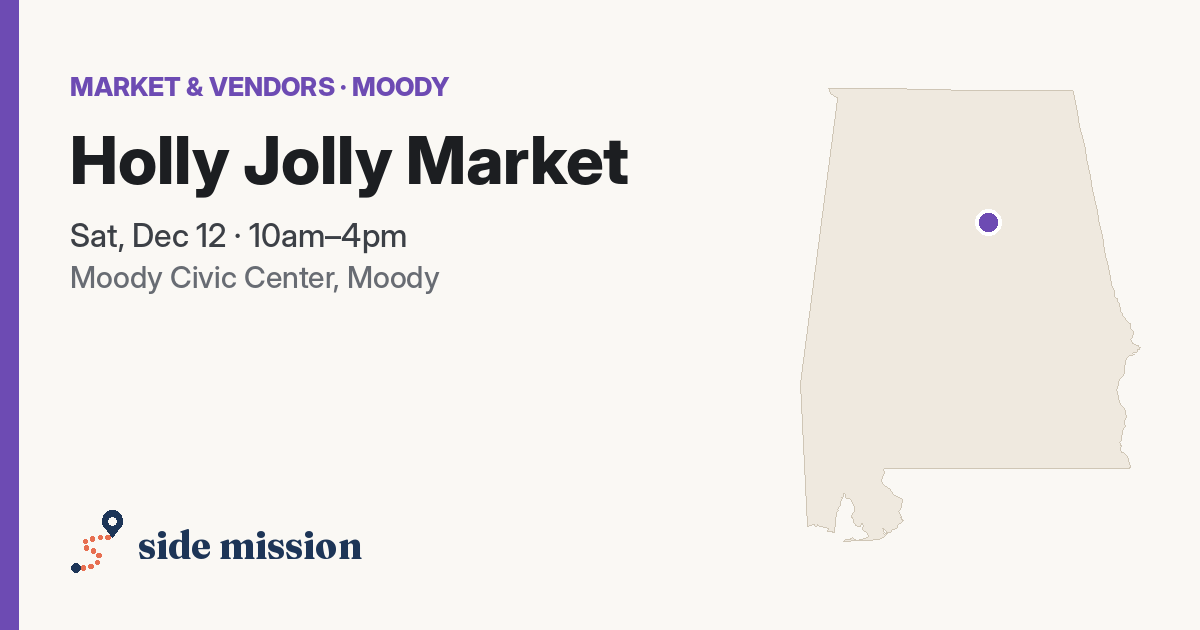 MARKET & VENDORS · MOODY
Holly Jolly Market
Sat, Dec 12 · 10am–4pm
Moody Civic Center, Moody
side mission